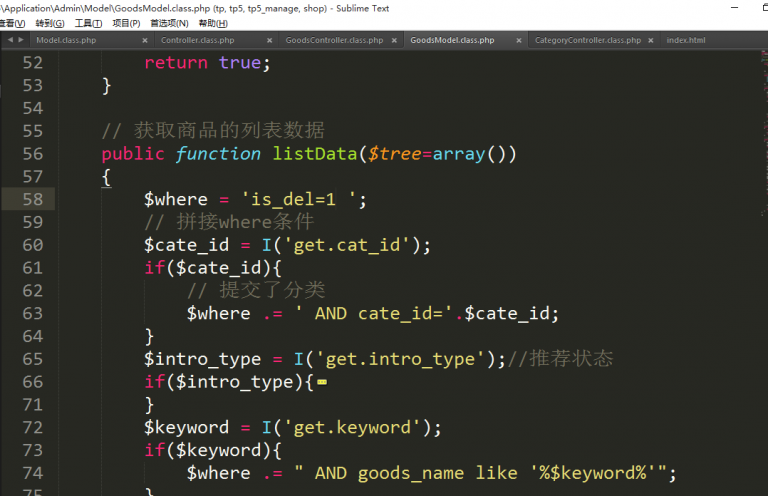 \Application\Admin\Model\GoodsModel.class.php (tp, tp5, tp5_manage, shop) - Sublime Text
查看(V) 转到(G) 工具(T) 项目(P) 首选项(N) 帮助(H)
Model.class.php × Controller.class.php × GoodsController.class.php × GoodsModel.class.php × CategoryController.class.php × index.html
52 return true;
53 }
54
55 // 获取商品的列表数据
56 public function listData($tree=array())
57 {
58 $where = 'is_del=1 ';
59 // 拼接where条件
60 $cate_id = I('get.cat_id');
61 if($cate_id){
62 // 提交了分类
63 $where .= ' AND cate_id='.$cate_id;
64 }
65 $intro_type = I('get.intro_type');//推荐状态
66 if($intro_type){
71 }
72 $keyword = I('get.keyword');
73 if($keyword){
74 $where .= " AND goods_name like '%$keyword%'";
75 }